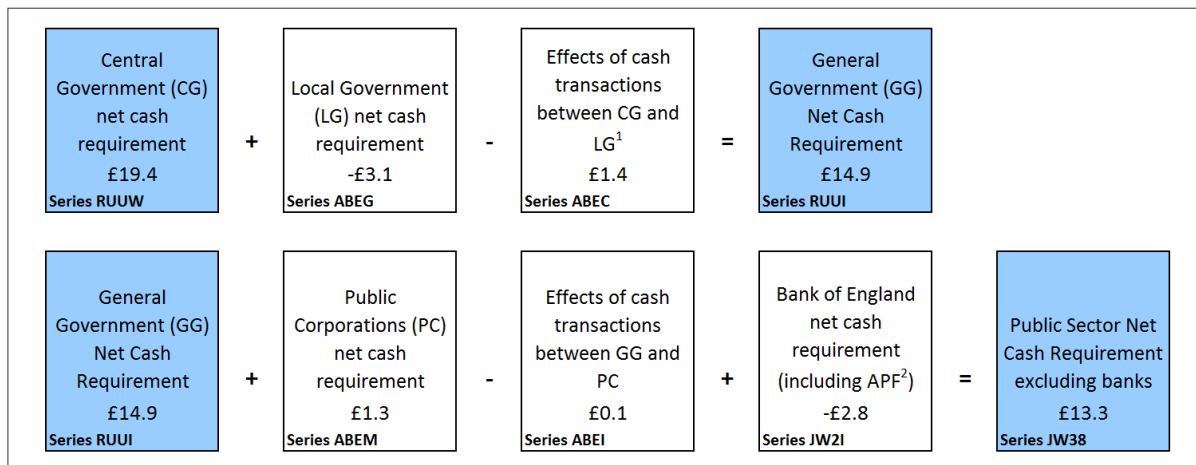 Central
Government (CG)
net cash
requirement
£19.4
Series RUUW
+
Local Government
(LG) net cash
requirement
-£3.1
Series ABEG
-
Effects of cash
transactions
between CG and
LG¹
£1.4
Series ABEC
=
General
Government (GG)
Net Cash
Requirement
£14.9
Series RUUI
General
Government (GG)
Net Cash
Requirement
£14.9
Series RUUI
+
Public
Corporations (PC)
net cash
requirement
£1.3
Series ABEM
-
Effects of cash
transactions
between GG and
PC
£0.1
Series ABEI
+
Bank of England
net cash
requirement
(including APF²)
-£2.8
Series JW2I
=
Public Sector Net
Cash Requirement
excluding banks
£13.3
Series JW38